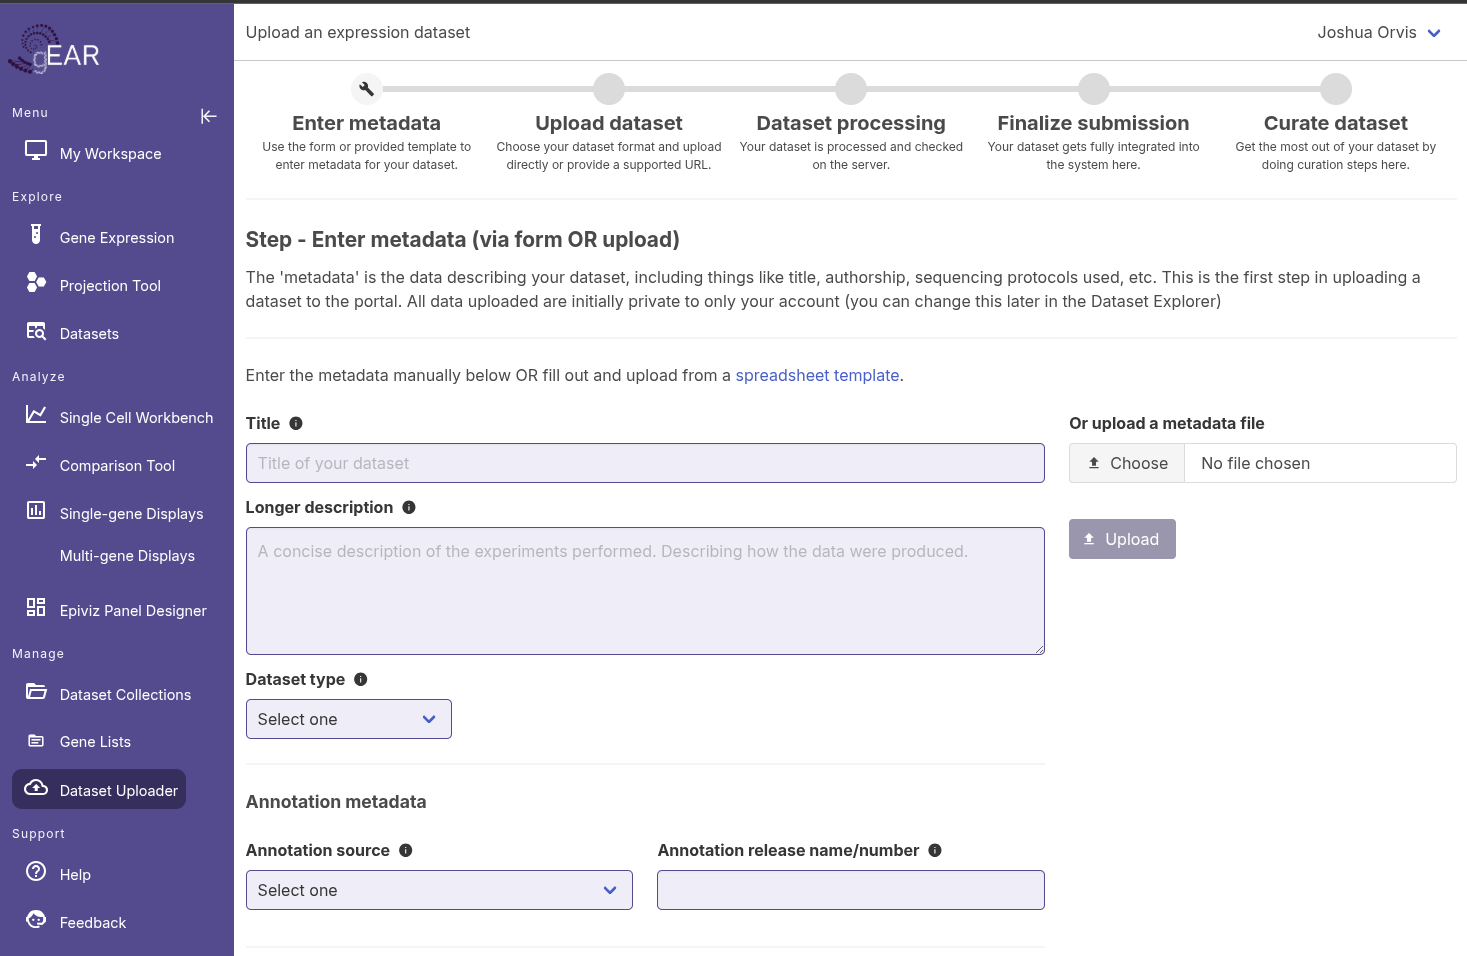 gEAR
Menu
My Workspace
Explore
Gene Expression
Projection Tool
Datasets
Analyze
Single Cell Workbench
Comparison Tool
Single-gene Displays
Multi-gene Displays
Epiviz Panel Designer
Manage
Dataset Collections
Gene Lists
Dataset Uploader
Support
Help
Feedback
Upload an expression dataset
Joshua Orvis
Enter metadata
Use the form or provided template to
enter metadata for your dataset.
Upload dataset
Choose your dataset format and upload
directly or provide a supported URL.
Dataset processing
Your dataset is processed and checked
on the server.
Finalize submission
Your dataset gets fully integrated into
the system here.
Curate dataset
Get the most out of your dataset by
doing curation steps here.
Step - Enter metadata (via form OR upload)
The 'metadata' is the data describing your dataset, including things like title, authorship, sequencing protocols used, etc. This is the first step in uploading a
dataset to the portal. All data uploaded are initially private to only your account (you can change this later in the Dataset Explorer)
Enter the metadata manually below OR fill out and upload from a spreadsheet template.
Title
Title of your dataset
Longer description
A concise description of the experiments performed. Describing how the data were produced.
Dataset type
Select one
Or upload a metadata file
Choose
No file chosen
Upload
Annotation metadata
Annotation source
Select one
Annotation release name/number